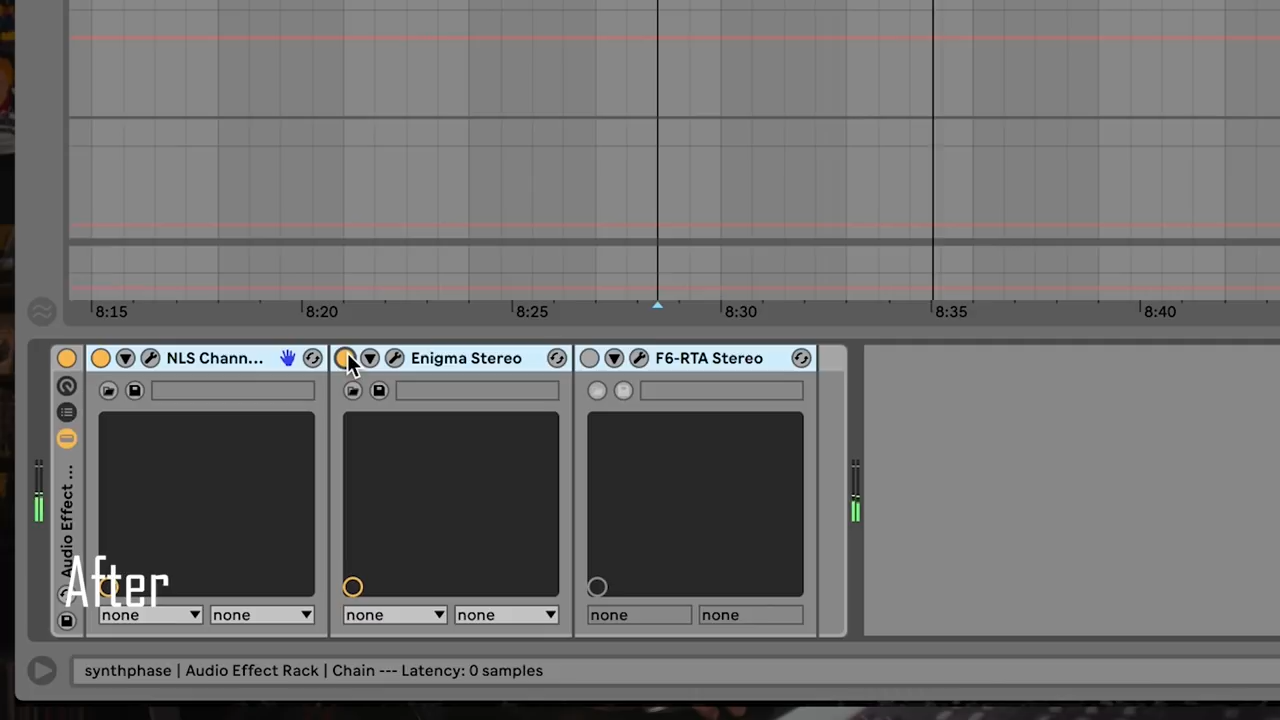 8:15 8:20 8:25 8:30 8:35 8:40
NLS Chann... Enigma Stereo F6-RTA Stereo
Audio Effect ...
After
none none none none none none
synthphase | Audio Effect Rack | Chain --- Latency: 0 samples